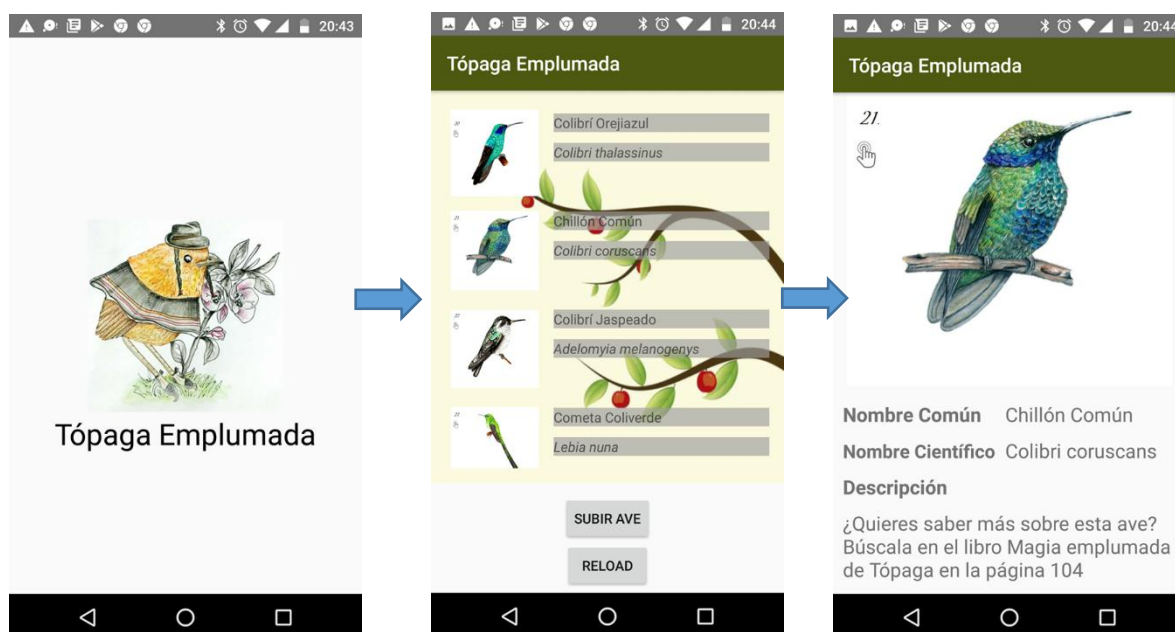 20:43
Tópaga Emplumada
20:44
Tópaga Emplumada
Colibrí Orejiazul
Colibri thalassinus
Chillón Común
Colibri coruscans
Colibrí Jaspeado
Adelomyia melanogenys
Cometa Coliverde
Lebia nuna
SUBIR AVE
RELOAD
20:44
Tópaga Emplumada
21.
Nombre Común Chillón Común
Nombre Científico Colibri coruscans
Descripción
¿Quieres saber más sobre esta ave?
Búscala en el libro Magia emplumada
de Tópaga en la página 104